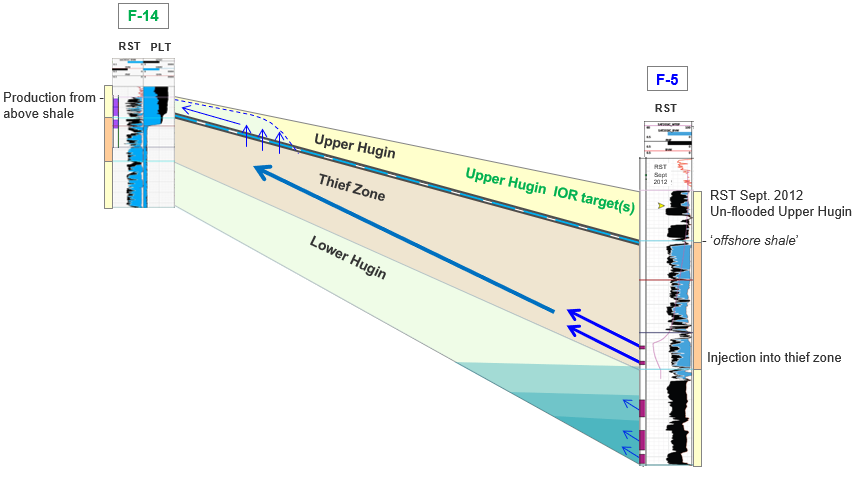 F-14
RST PLT
F-5
RST
Production from
above shale
RST
Sept
2012
Upper Hugin
Upper Hugin IOR target(s)
Thief Zone
Lower Hugin
RST Sept. 2012
Un-flooded Upper Hugin
'offshore shale'
Injection into thief zone